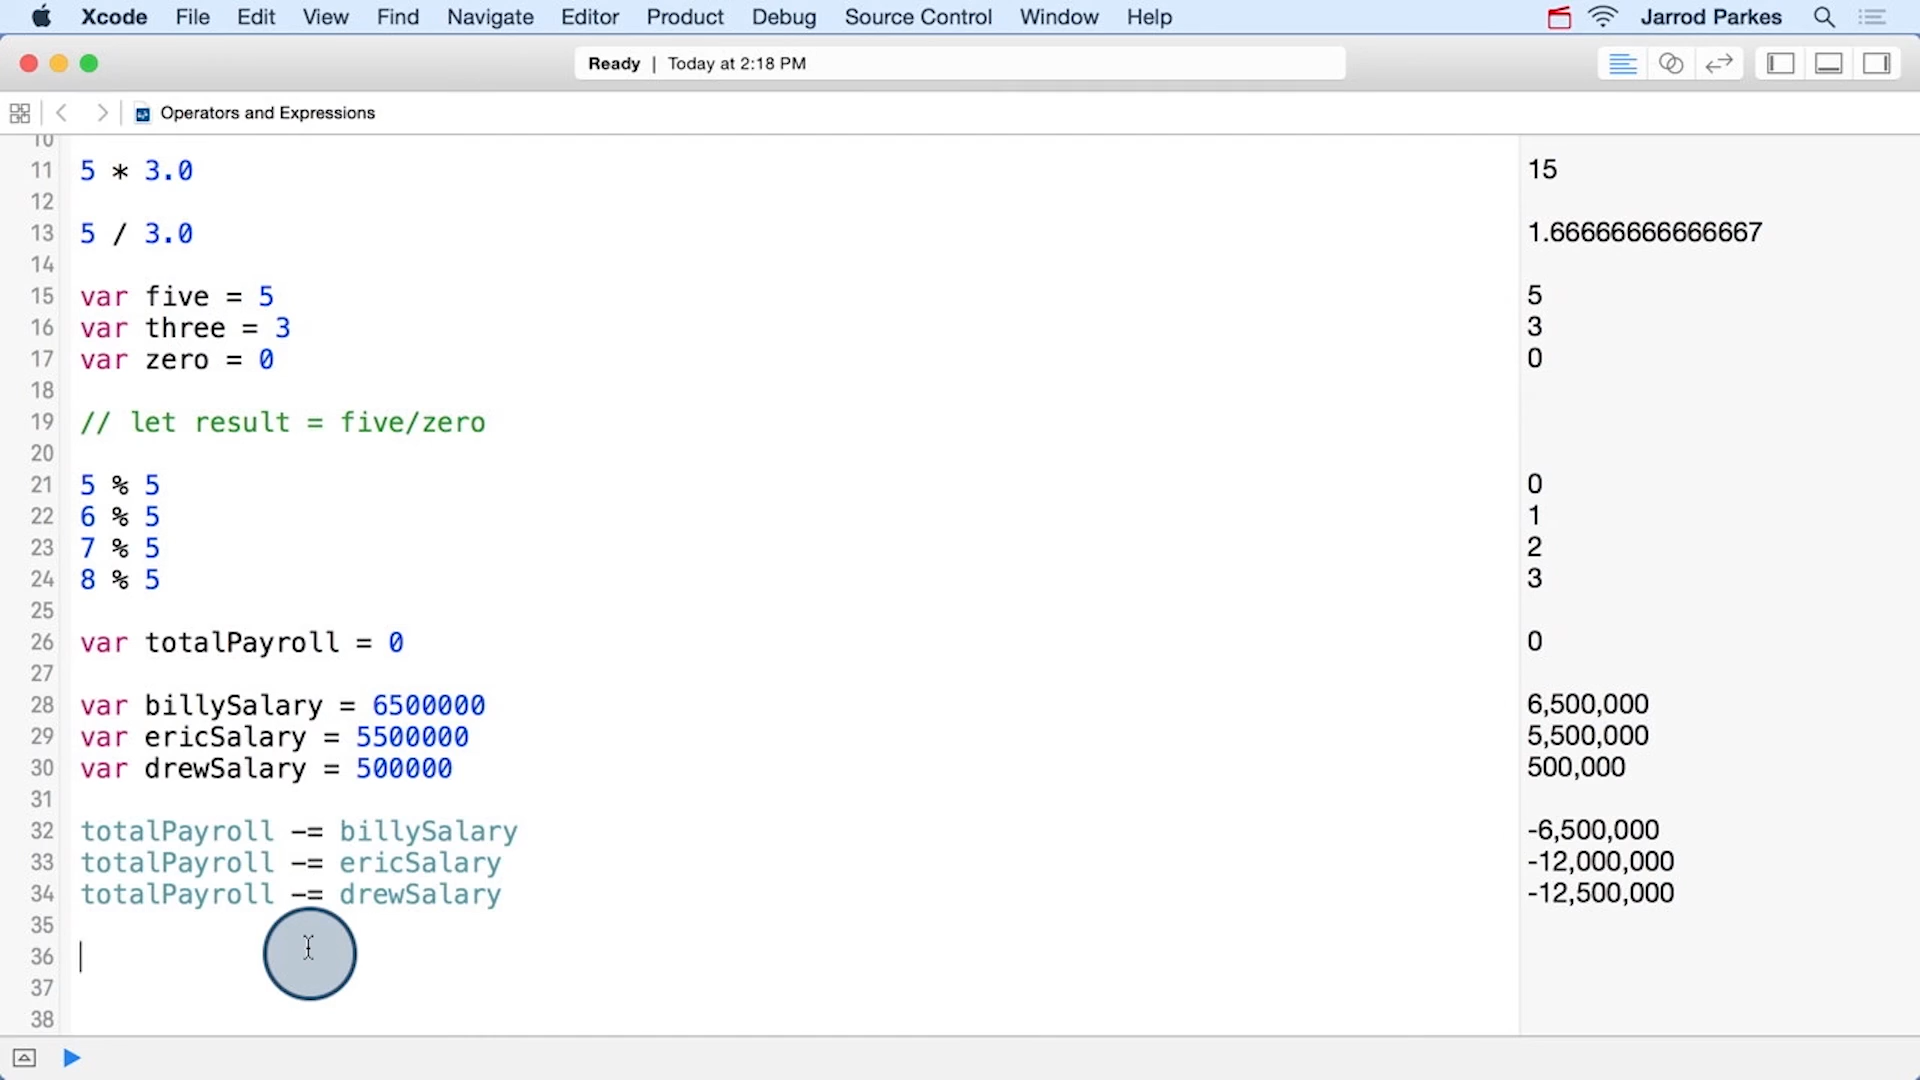 Xcode File Edit View Find Navigate Editor Product Debug Source Control Window Help Jarrod Parkes
Ready | Today at 2:18 PM
Operators and Expressions
10
11 5 * 3.0 15
12
13 5 / 3.0 1.66666666666667
14
15 var five = 5 5
16 var three = 3 3
17 var zero = 0 0
18
19 // let result = five/zero
20
21 5 % 5 0
22 6 % 5 1
23 7 % 5 2
24 8 % 5 3
25
26 var totalPayroll = 0 0
27
28 var billySalary = 6500000 6,500,000
29 var ericSalary = 5500000 5,500,000
30 var drewSalary = 500000 500,000
31
32 totalPayroll -= billySalary -6,500,000
33 totalPayroll -= ericSalary -12,000,000
34 totalPayroll -= drewSalary -12,500,000
35
36
37
38